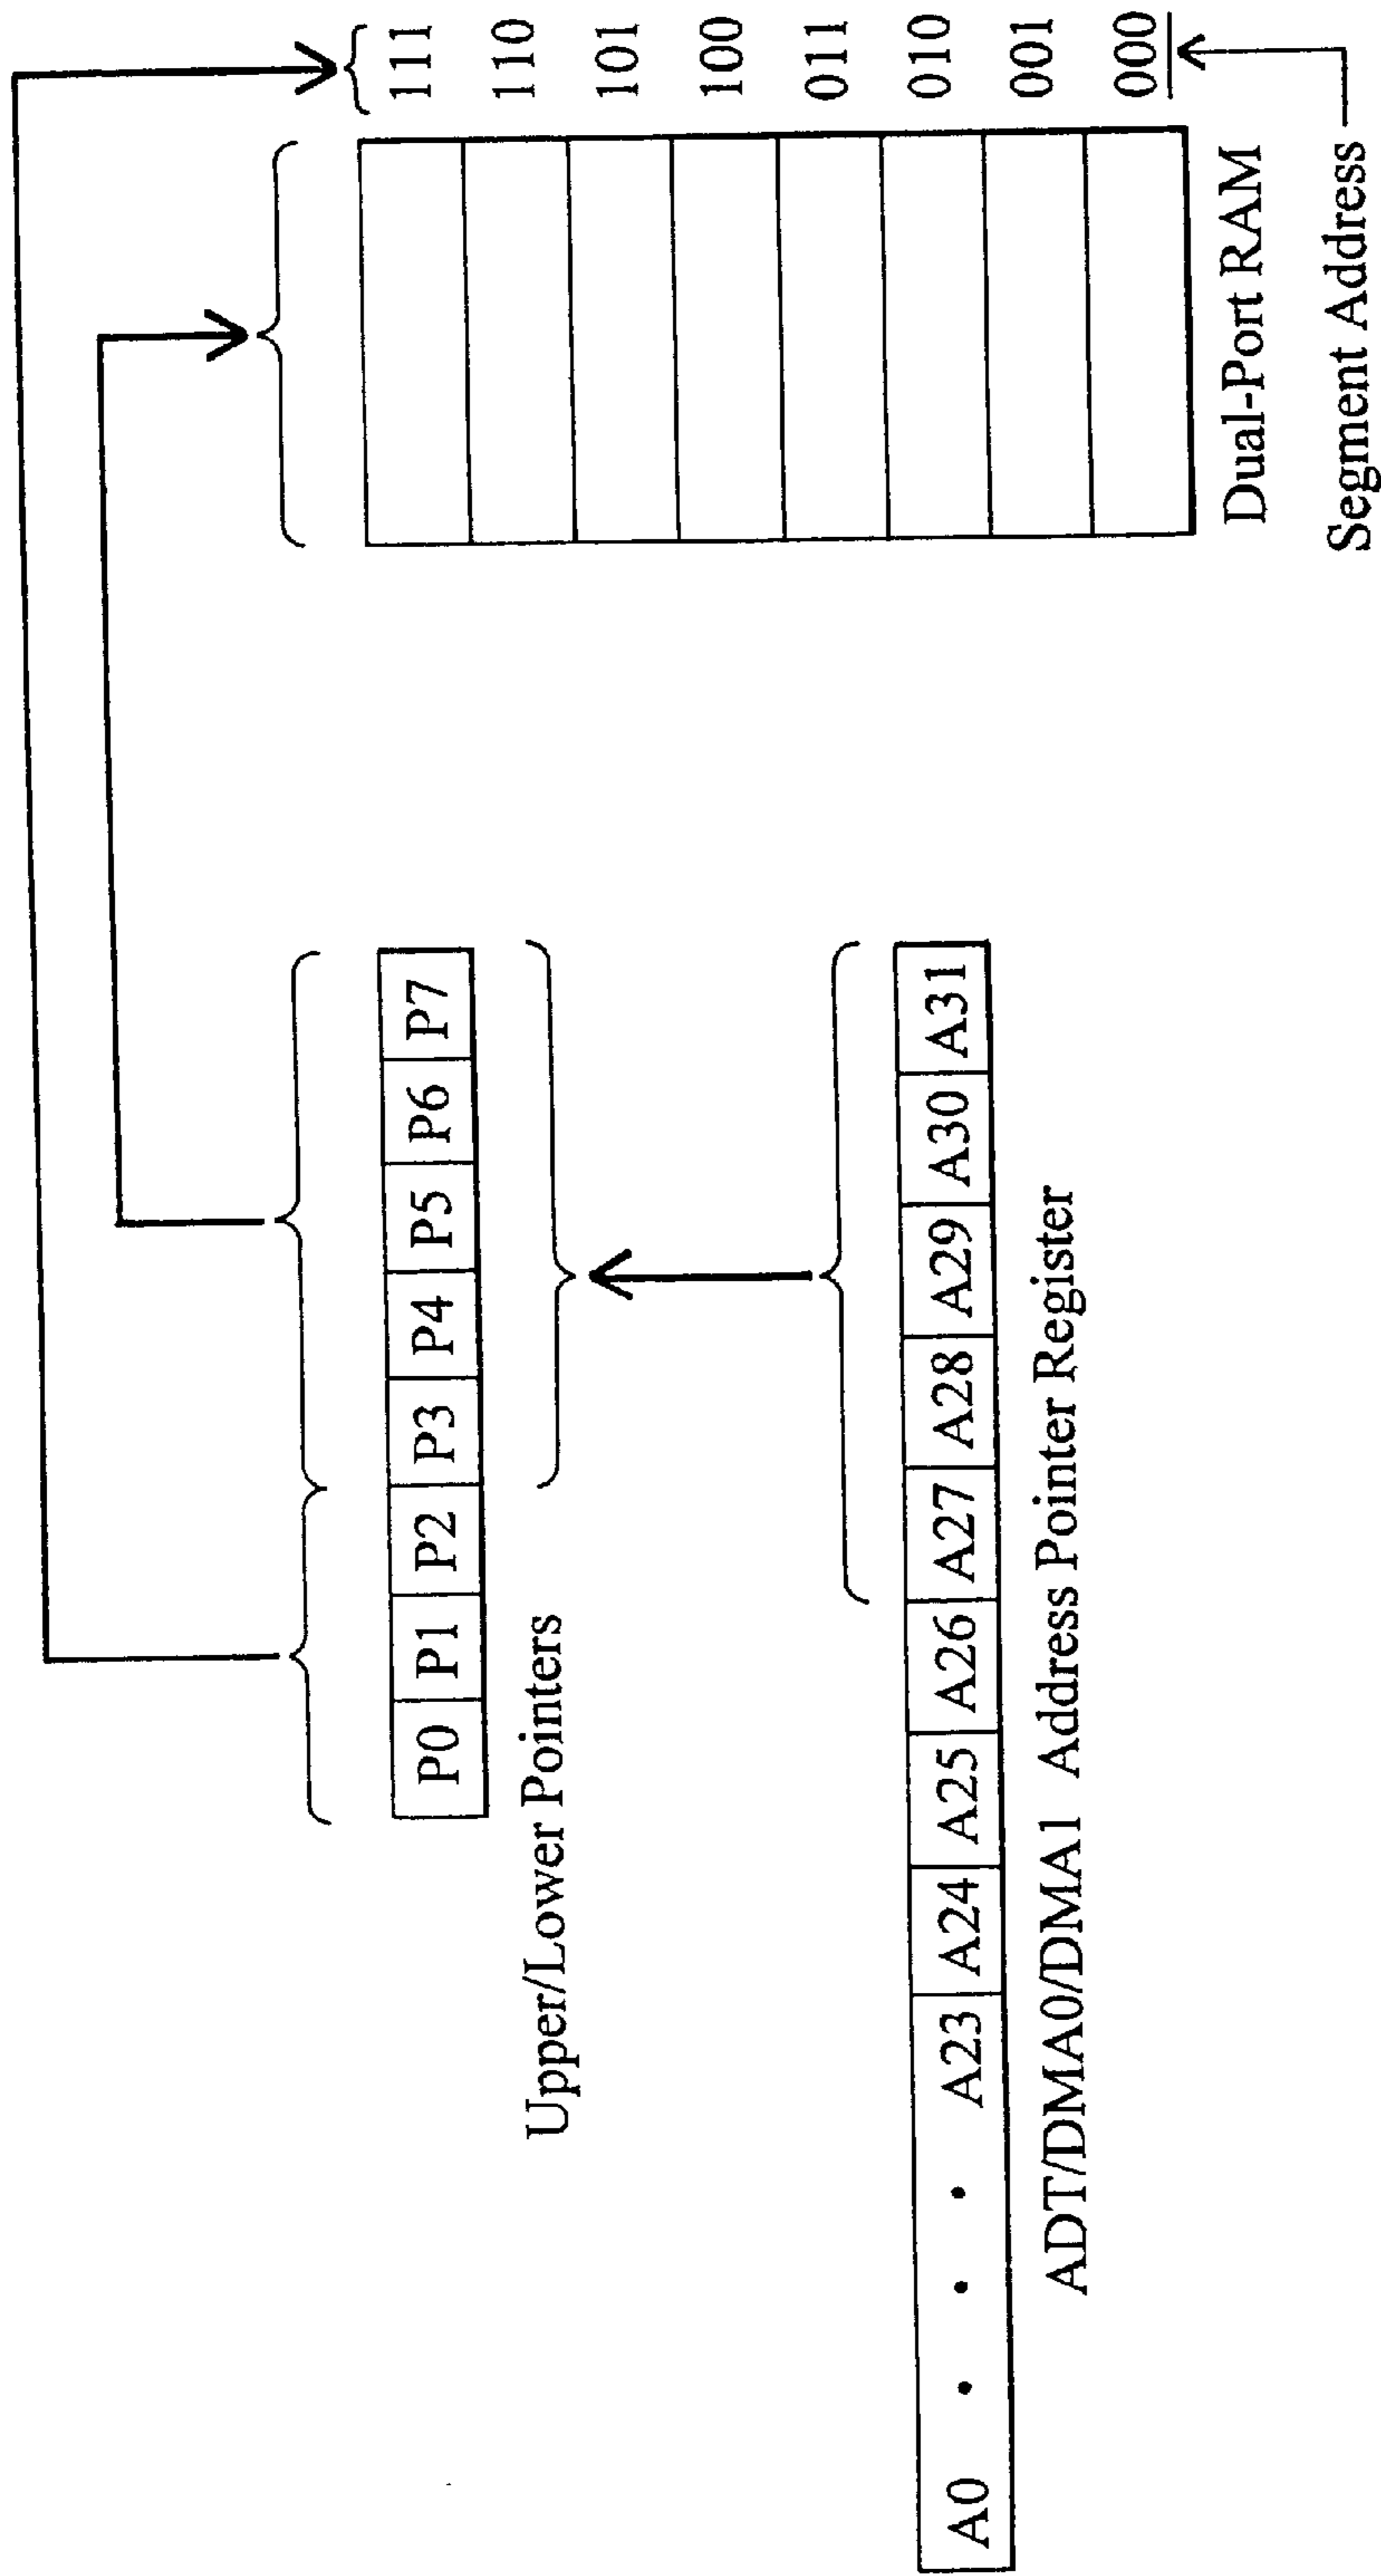 P0 P1 P2 P3 P4 P5 P6 P7
Upper/Lower Pointers
A0 • • • A23 A24 A25 A26 A27 A28 A29 A30 A31
ADT/DMA0/DMA1 Address Pointer Register
111
110
101
100
011
010
001
000
Dual-Port RAM
Segment Address